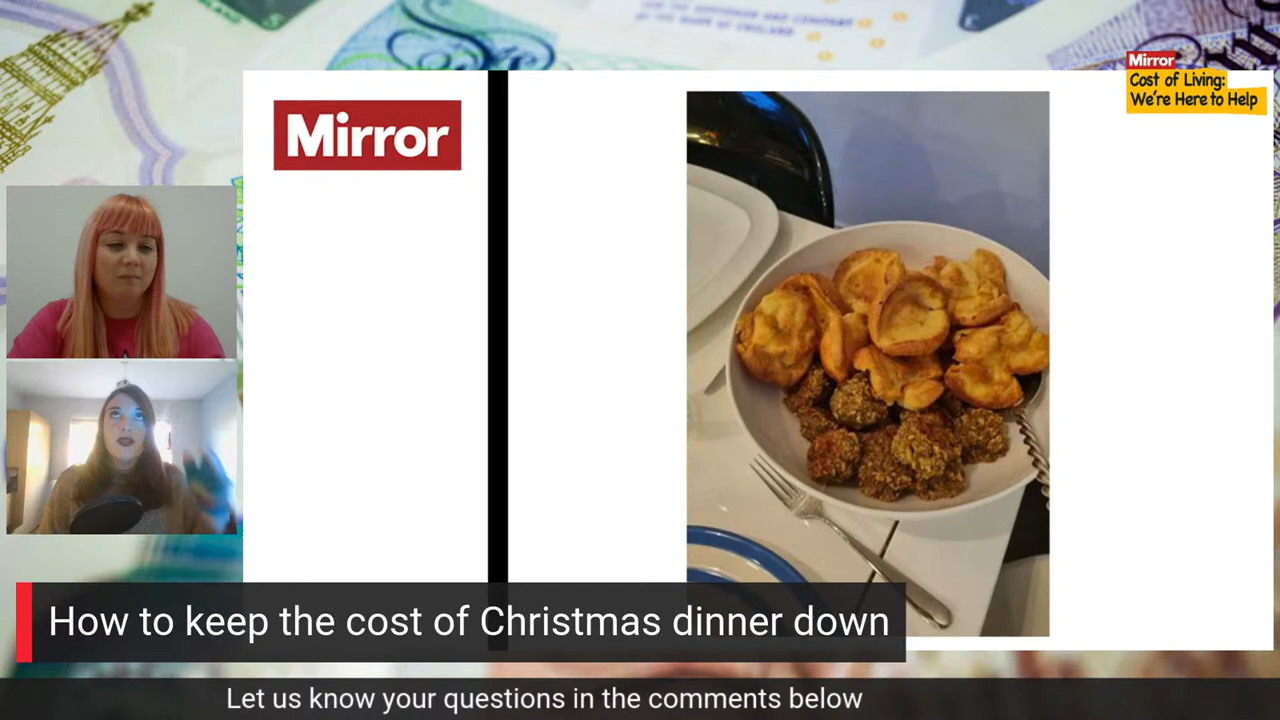 Mirror
Cost of Living:
We're Here to Help
Mirror
How to keep the cost of Christmas dinner down
Let us know your questions in the comments below